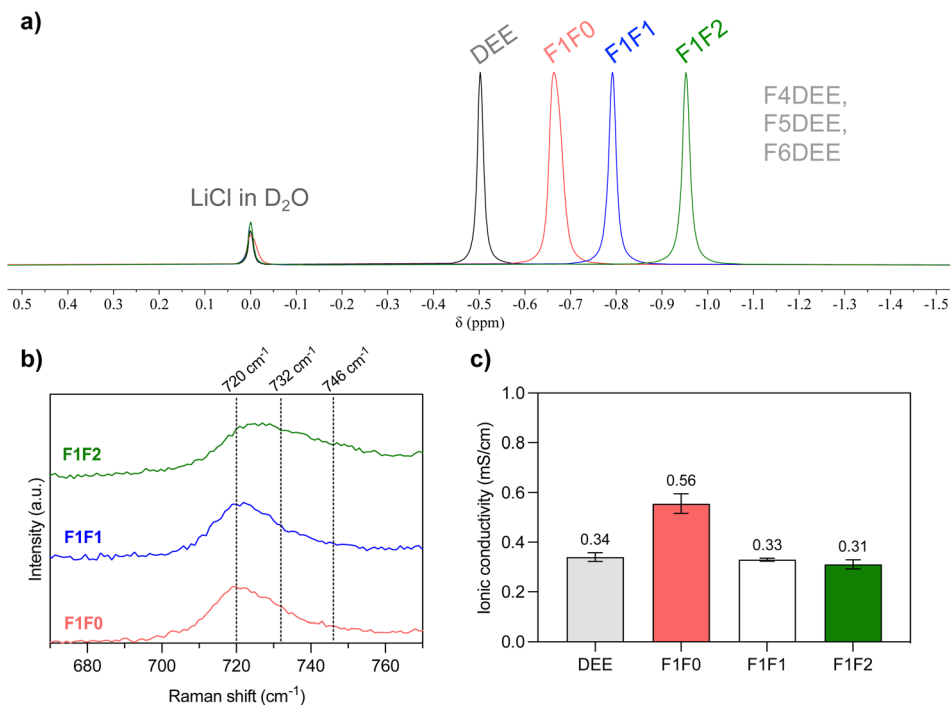 a)
DEE
F1F0
F1F1
F1F2
F4DEE,
F5DEE,
F6DEE
LiCl in D₂O
0.5 0.4 0.3 0.2 0.1 0.0 -0.1 -0.2 -0.3 -0.4 -0.5 -0.6 -0.7 -0.8 -0.9 -1.0 -1.1 -1.2 -1.3 -1.4 -1.5
δ (ppm)
b)
720 cm⁻¹
732 cm⁻¹
746 cm⁻¹
F1F2
F1F1
F1F0
Intensity (a.u.)
680 700 720 740 760
Raman shift (cm⁻¹)
c)
Ionic conductivity (mS/cm)
1.0
0.8
0.6
0.4
0.2
0.0
0.34
0.56
0.33
0.31
DEE F1F0 F1F1 F1F2